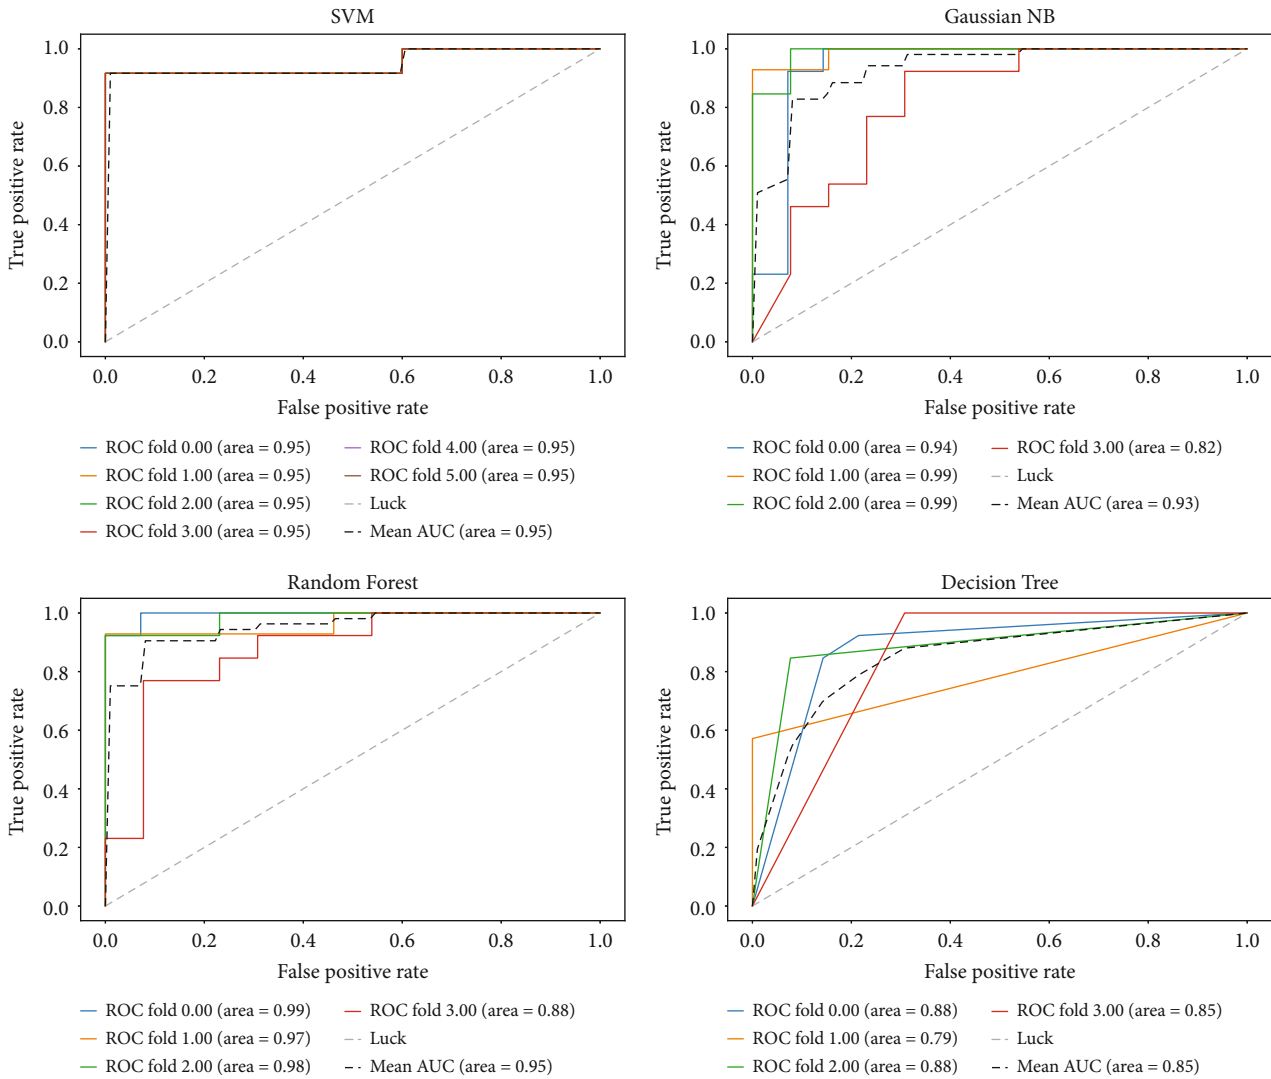 SVM
True positive rate
1.0
0.8
0.6
0.4
0.2
0.0
0.0 0.2 0.4 0.6 0.8 1.0
False positive rate
ROC fold 0.00 (area = 0.95)
ROC fold 1.00 (area = 0.95)
ROC fold 2.00 (area = 0.95)
ROC fold 3.00 (area = 0.95)
ROC fold 4.00 (area = 0.95)
ROC fold 5.00 (area = 0.95)
Luck
Mean AUC (area = 0.95)
Gaussian NB
True positive rate
1.0
0.8
0.6
0.4
0.2
0.0
0.0 0.2 0.4 0.6 0.8 1.0
False positive rate
ROC fold 0.00 (area = 0.94)
ROC fold 1.00 (area = 0.99)
ROC fold 2.00 (area = 0.99)
ROC fold 3.00 (area = 0.82)
Luck
Mean AUC (area = 0.93)
Random Forest
True positive rate
1.0
0.8
0.6
0.4
0.2
0.0
0.0 0.2 0.4 0.6 0.8 1.0
False positive rate
ROC fold 0.00 (area = 0.99)
ROC fold 1.00 (area = 0.97)
ROC fold 2.00 (area = 0.98)
ROC fold 3.00 (area = 0.88)
Luck
Mean AUC (area = 0.95)
Decision Tree
True positive rate
1.0
0.8
0.6
0.4
0.2
0.0
0.0 0.2 0.4 0.6 0.8 1.0
False positive rate
ROC fold 0.00 (area = 0.88)
ROC fold 1.00 (area = 0.79)
ROC fold 2.00 (area = 0.88)
ROC fold 3.00 (area = 0.85)
Luck
Mean AUC (area = 0.85)